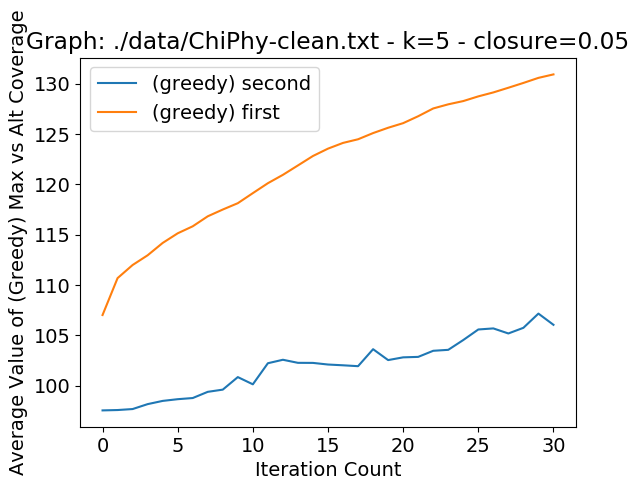 Graph: ./data/ChiPhy-clean.txt - k=5 - closure=0.05
Average Value of (Greedy) Max vs Alt Coverage
(greedy) second
(greedy) first
130
125
120
115
110
105
100
0 5 10 15 20 25 30
Iteration Count